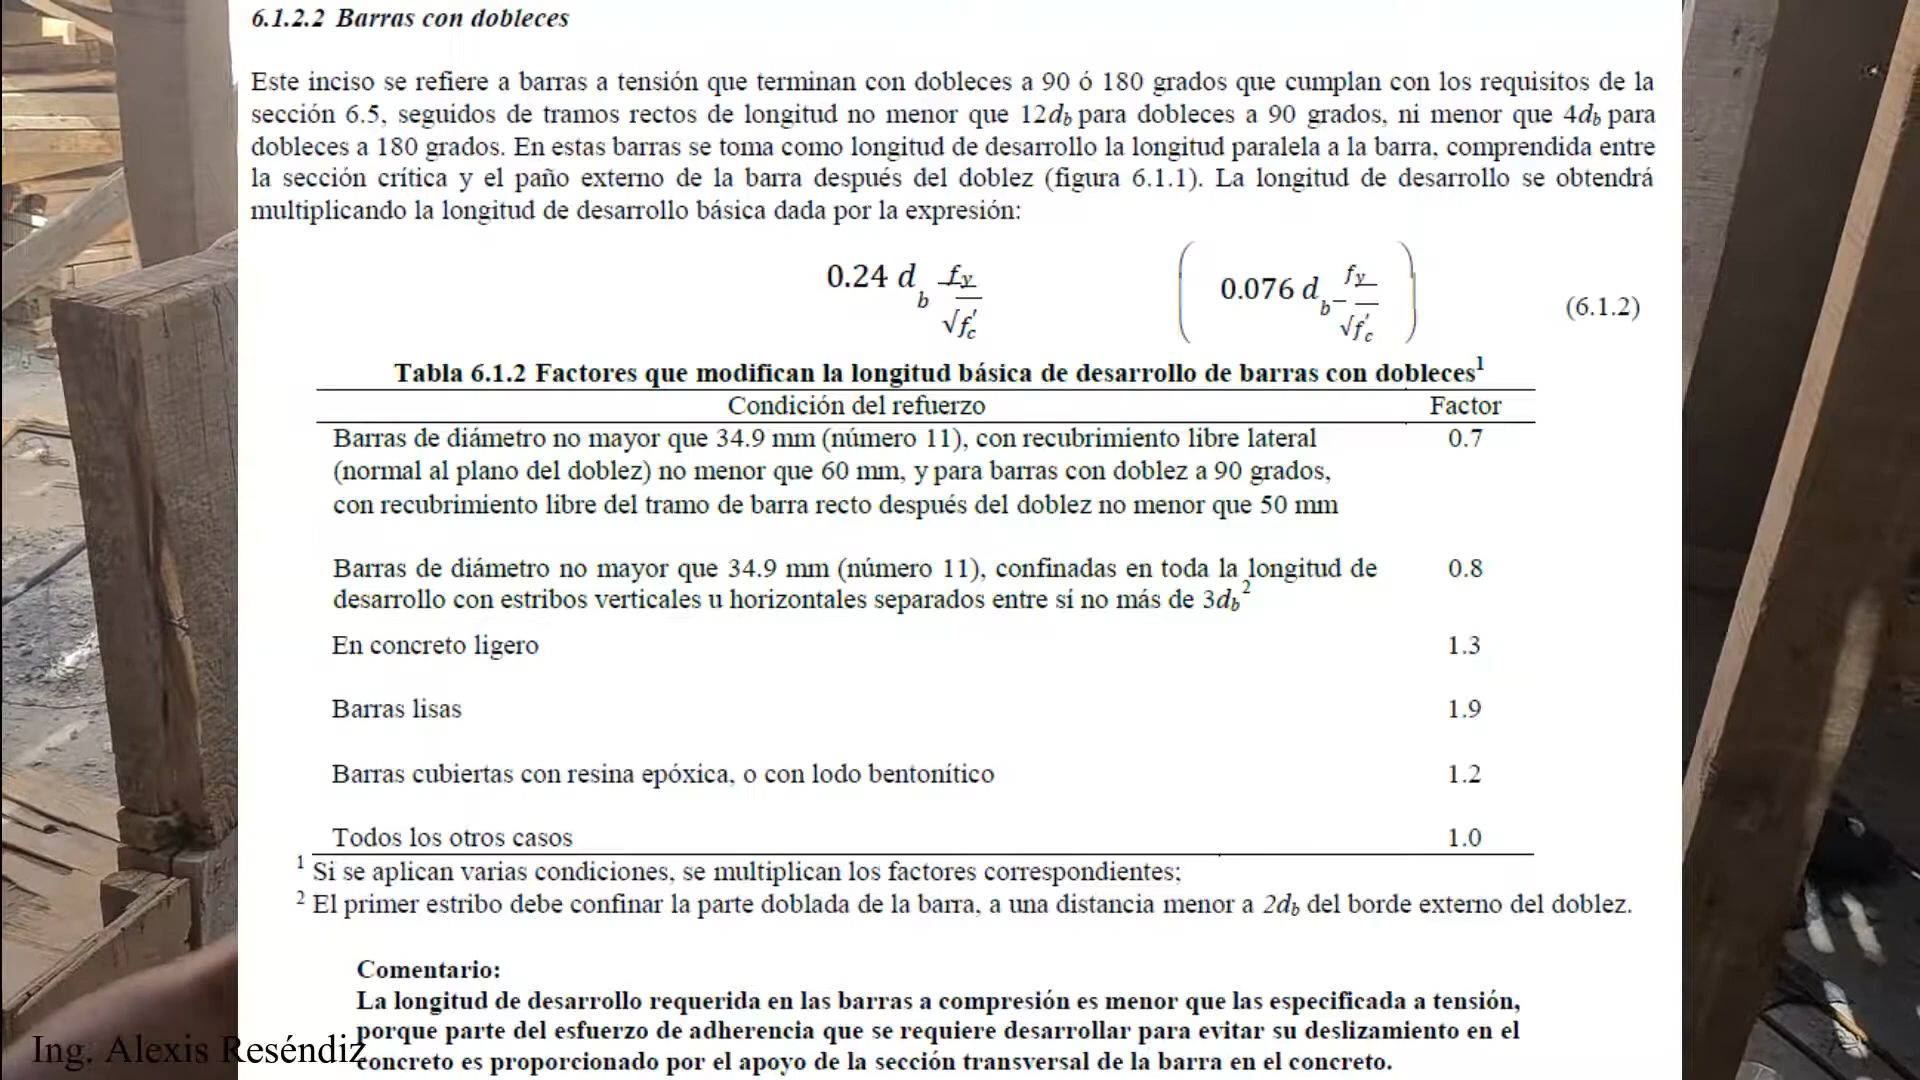 6.1.2.2 Barras con dobleces
Este inciso se refiere a barras a tensión que terminan con dobleces a 90 ó 180 grados que cumplan con los requisitos de la
sección 6.5, seguidos de tramos rectos de longitud no menor que 12db para dobleces a 90 grados, ni menor que 4db para
dobleces a 180 grados. En estas barras se toma como longitud de desarrollo la longitud paralela a la barra, comprendida entre
la sección crítica y el paño externo de la barra después del doblez (figura 6.1.1). La longitud de desarrollo se obtendrá
multiplicando la longitud de desarrollo básica dada por la expresión:
0.24 d_b f_y/√f'_c (0.076 d_b f_y/√f'_c) (6.1.2)
Tabla 6.1.2 Factores que modifican la longitud básica de desarrollo de barras con dobleces¹
Condición del refuerzo Factor
Barras de diámetro no mayor que 34.9 mm (número 11), con recubrimiento libre lateral 0.7
(normal al plano del doblez) no menor que 60 mm, y para barras con doblez a 90 grados,
con recubrimiento libre del tramo de barra recto después del doblez no menor que 50 mm
Barras de diámetro no mayor que 34.9 mm (número 11), confinadas en toda la longitud de 0.8
desarrollo con estribos verticales u horizontales separados entre sí no más de 3db²
En concreto ligero 1.3
Barras lisas 1.9
Barras cubiertas con resina epóxica, o con lodo bentonítico 1.2
Todos los otros casos 1.0
¹ Si se aplican varias condiciones, se multiplican los factores correspondientes;
² El primer estribo debe confinar la parte doblada de la barra, a una distancia menor a 2db del borde externo del doblez.
Comentario:
La longitud de desarrollo requerida en las barras a compresión es menor que las especificada a tensión,
porque parte del esfuerzo de adherencia que se requiere desarrollar para evitar su deslizamiento en el
concreto es proporcionado por el apoyo de la sección transversal de la barra en el concreto.
Ing. Alexis Reséndiz